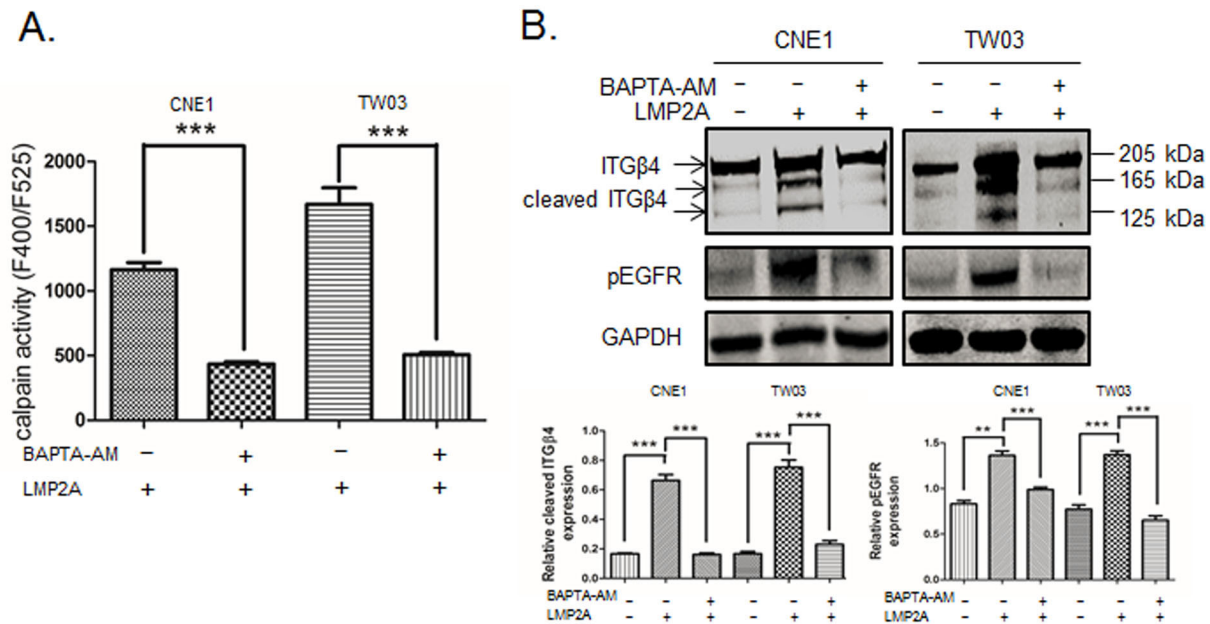 A.
CNE1
TW03
***
***
calpain activity (F400/F525)
2000
1500
1000
500
0
BAPTA-AM − + − +
LMP2A + + + +
B.
CNE1 TW03
BAPTA-AM − − + − − +
LMP2A − + + − + +
ITGβ4
cleaved ITGβ4
205 kDa
165 kDa
125 kDa
pEGFR
GAPDH
CNE1 TW03
*** *** *** ***
Relative cleaved ITGβ4
expression
1.0
0.8
0.6
0.4
0.2
0.0
BAPTA-AM − − + − − +
LMP2A − + + − + +
CNE1 TW03
** *** *** ***
Relative pEGFR
expression
1.5
1.0
0.5
0.0
BAPTA-AM − − + − − +
LMP2A − + + − + +